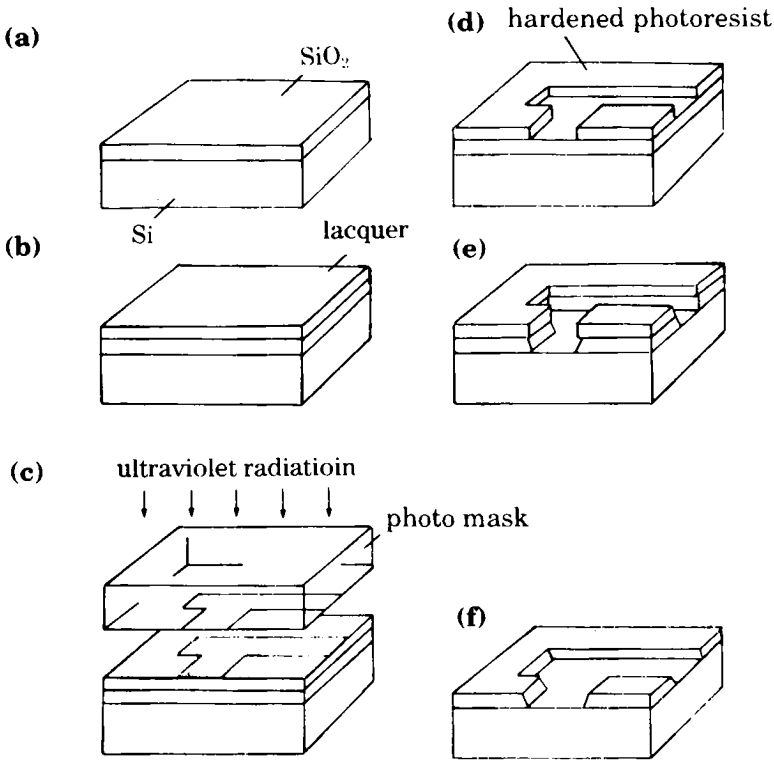 (a)
SiO₂
Si
(b)
lacquer
(c)
ultraviolet radiatioin
photo mask
(d)
hardened photoresist
(e)
(f)